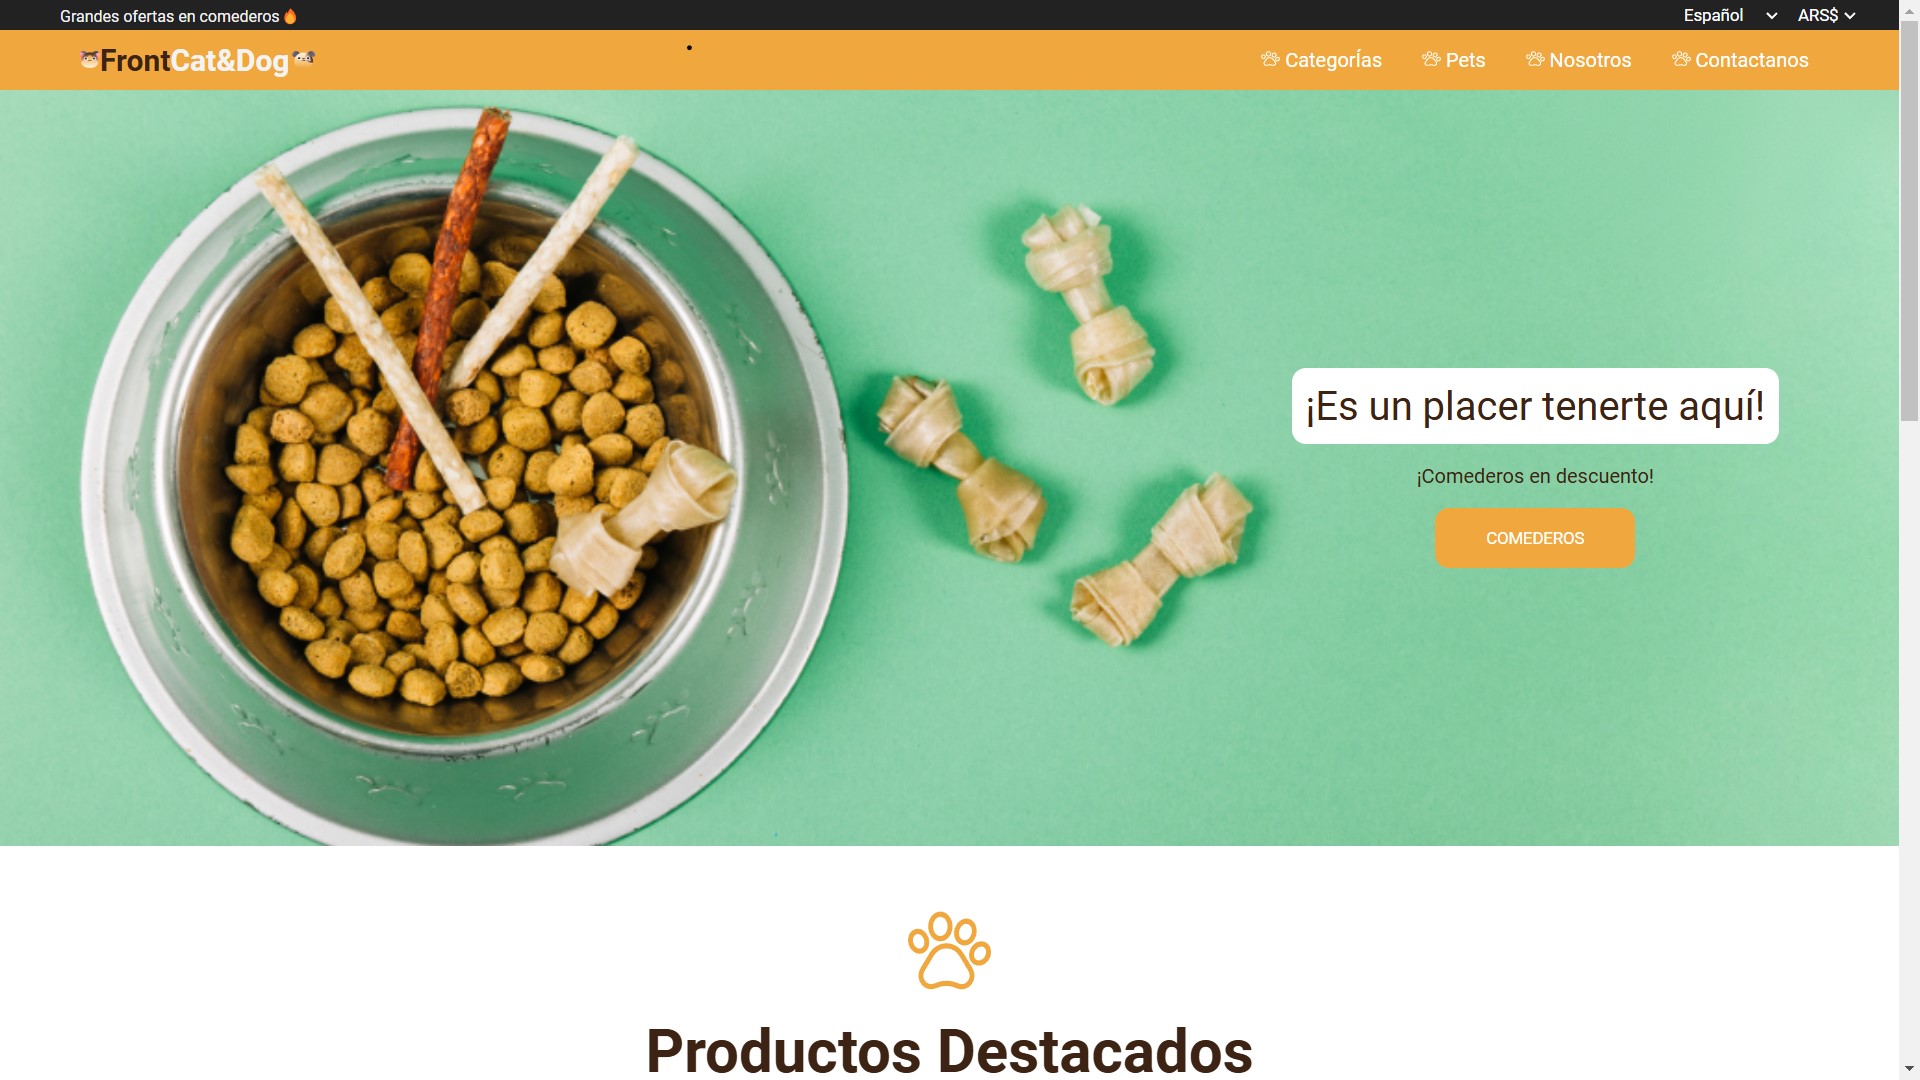 Grandes ofertas en comederos🔥
Español
ARS$
FrontCat&Dog
Categorías
Pets
Nosotros
Contactanos
¡Es un placer tenerte aquí!
¡Comederos en descuento!
COMEDEROS
Productos Destacados